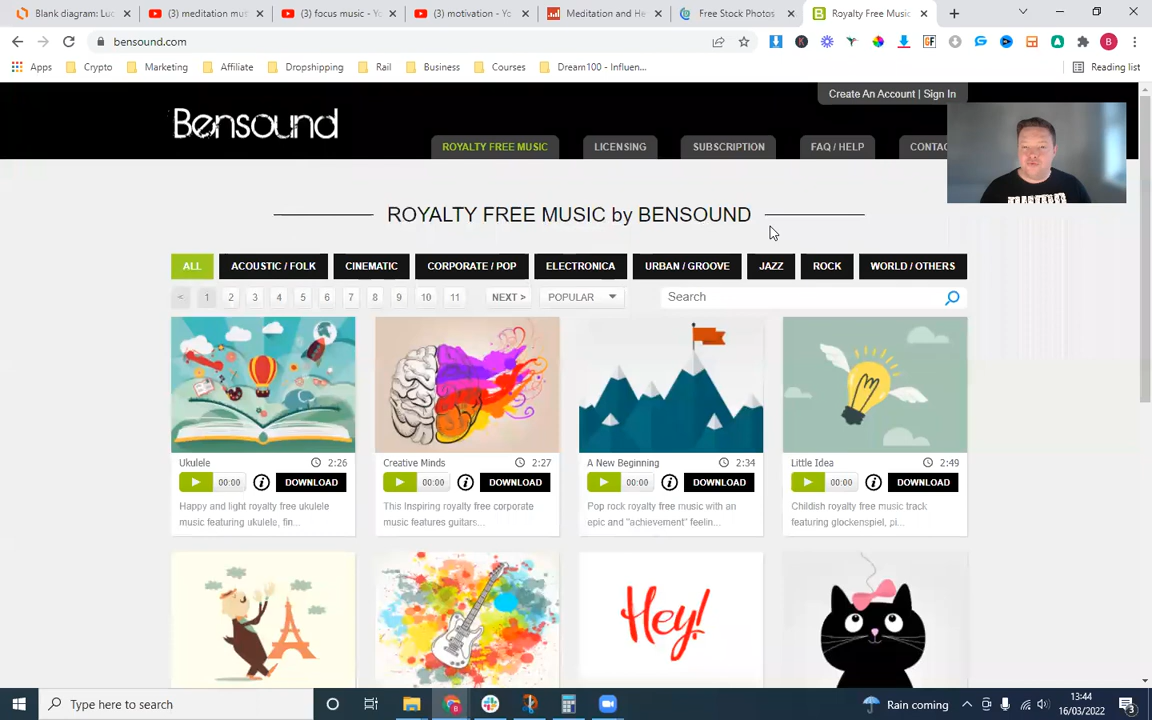 Blank diagram: Luc
(3) meditation mus
(3) focus music - Yo
(3) motivation - Yo
Meditation and He
Free Stock Photos
Royalty Free Music
bensound.com
Apps
Crypto
Marketing
Affiliate
Dropshipping
Rail
Business
Courses
Dream100 - Influen...
Reading list
Create An Account | Sign In
Bensound
ROYALTY FREE MUSIC
LICENSING
SUBSCRIPTION
FAQ / HELP
CONTAC
ROYALTY FREE MUSIC by BENSOUND
ALL
ACOUSTIC / FOLK
CINEMATIC
CORPORATE / POP
ELECTRONICA
URBAN / GROOVE
JAZZ
ROCK
WORLD / OTHERS
< 1 2 3 4 5 6 7 8 9 10 11 NEXT >
POPULAR
Search
Ukulele 2:26
00:00 DOWNLOAD
Happy and light royalty free ukulele
music featuring ukulele, fin...
Creative Minds 2:27
00:00 DOWNLOAD
This Inspiring royalty free corporate
music features guitars...
A New Beginning 2:34
00:00 DOWNLOAD
Pop rock royalty free music with an
epic and "achievement" feelin...
Little Idea 2:49
00:00 DOWNLOAD
Childish royalty free music track
featuring glockenspiel, pi...
Hey!
Type here to search
Rain coming
13:44
16/03/2022
3